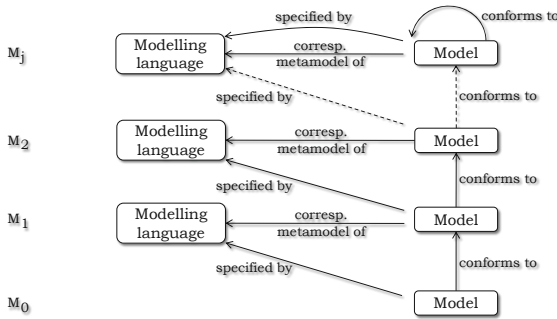 specified by
conforms to
Mj
Modelling
language
corresp.
metamodel of
Model
specified by
conforms to
M2
Modelling
language
corresp.
metamodel of
Model
specified by
conforms to
M1
Modelling
language
corresp.
metamodel of
Model
specified by
conforms to
M0
Model